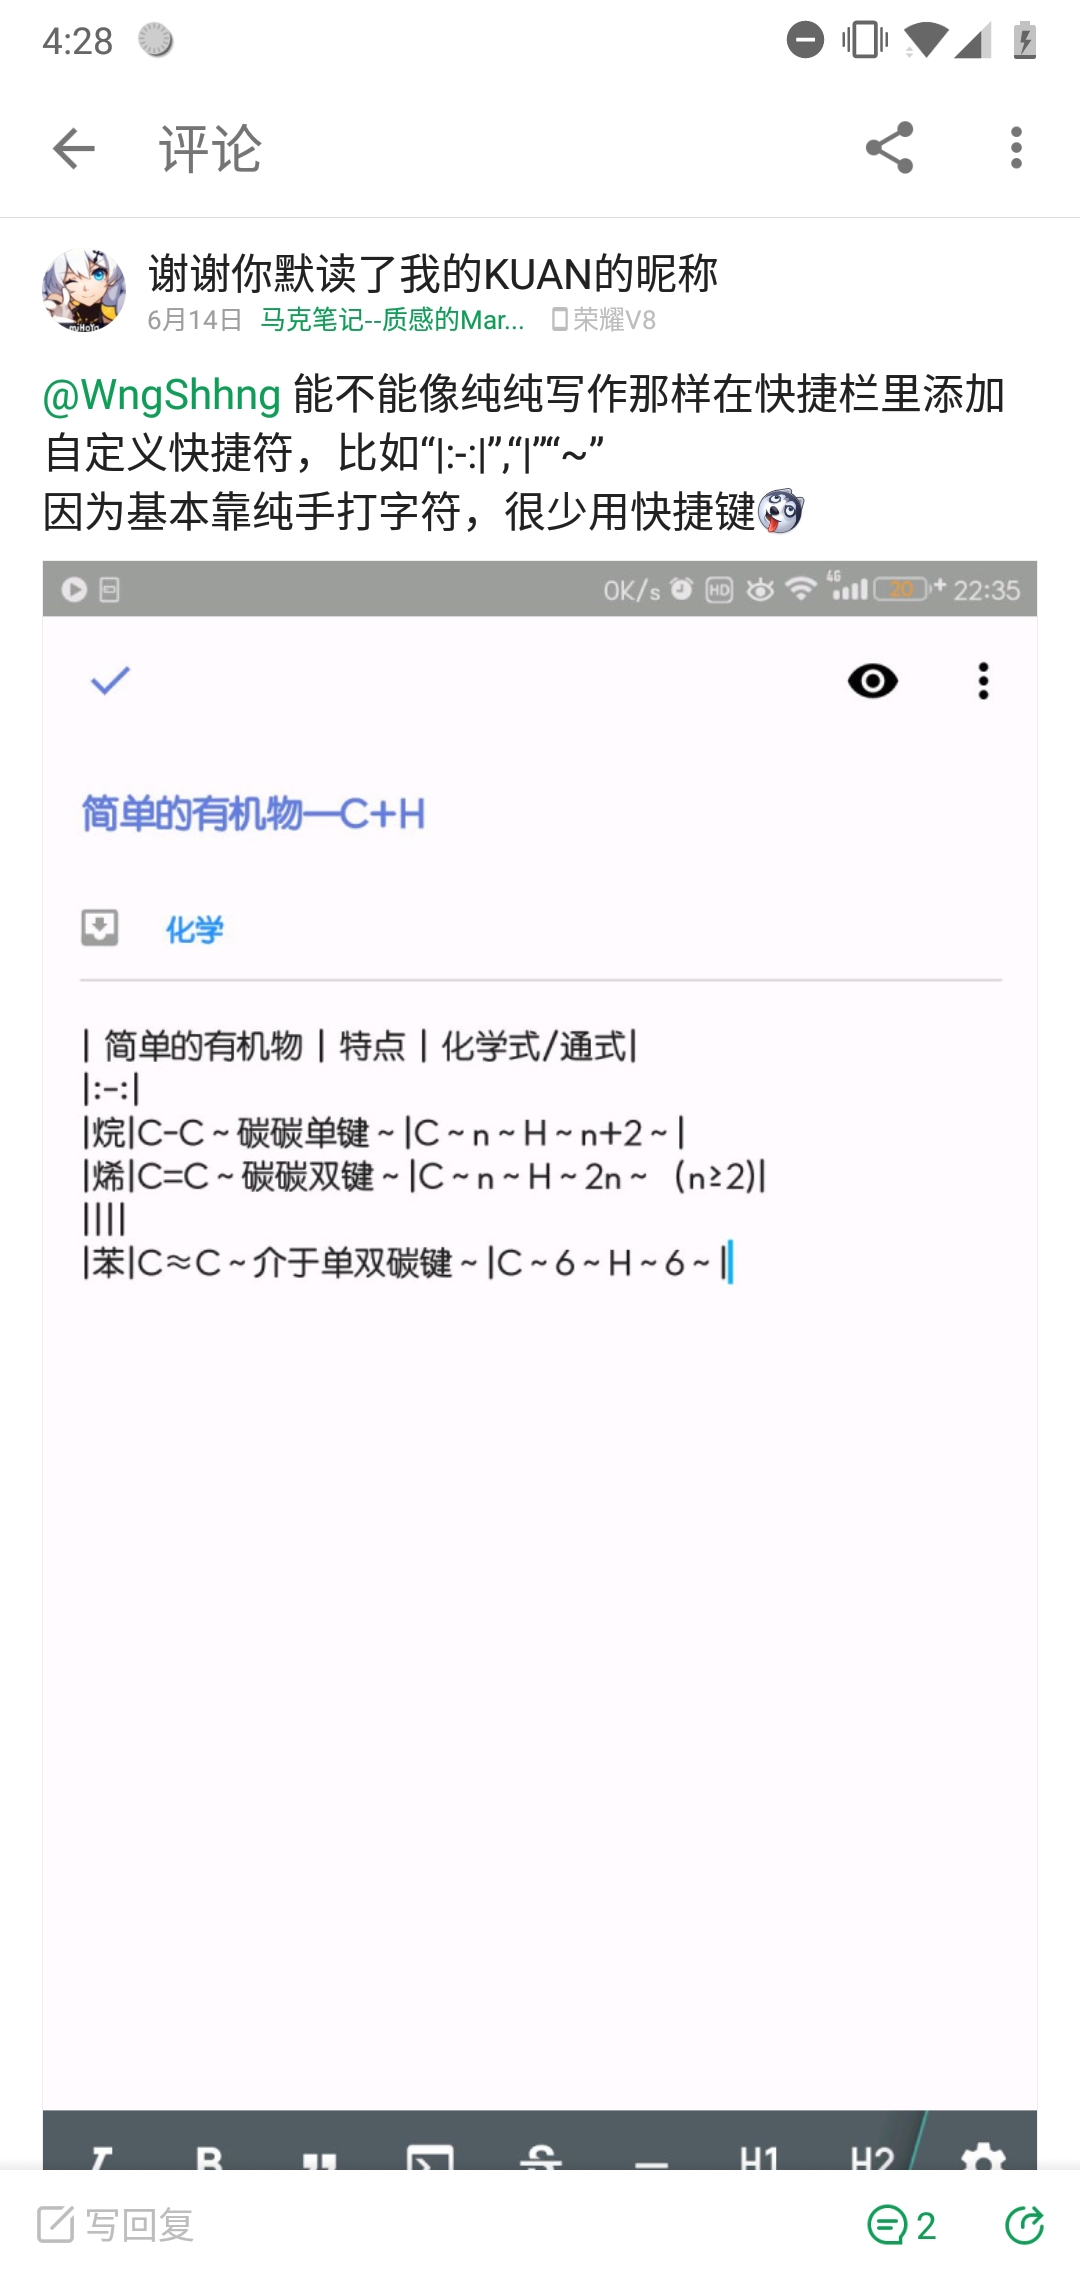 4:28
评论
谢谢你默读了我的KUAN的昵称
6月14日 马克笔记--质感的Mar... 荣耀V8
@WngShhng 能不能像纯纯写作那样在快捷栏里添加
自定义快捷符，比如“|:-:|”,“|”“~”
因为基本靠纯手打字符，很少用快捷键
0K/s HD 4G 20 22:35
简单的有机物—C+H
化学
| 简单的有机物 | 特点 | 化学式/通式|
|:-:|
|烷|C-C~碳碳单键~|C~n~H~n+2~|
|烯|C=C~碳碳双键~|C~n~H~2n~（n≥2)|
||||
|苯|C≈C~介于单双碳键~|C~6~H~6~|
I B S H1 H2
写回复 2